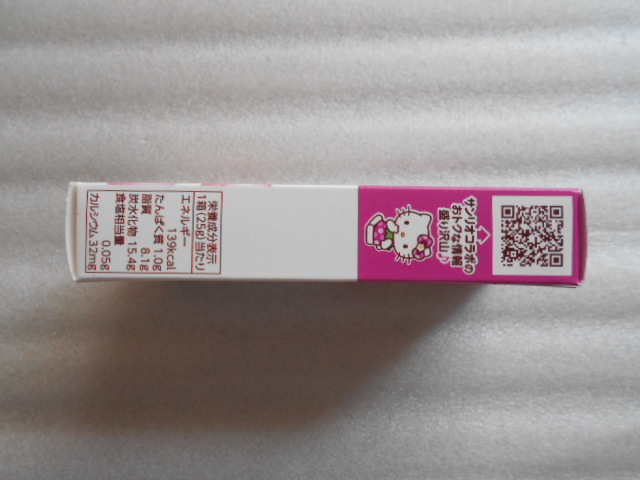 栄養成分表示
1箱(25g)当たり
エネルギー
139kcal
たんぱく質 1.0g
脂質 8.1g
炭水化物 15.4g
食塩相当量
0.05g
カルシウム 32mg
サンリオコラボの
おトクな情報
盛り沢山♪